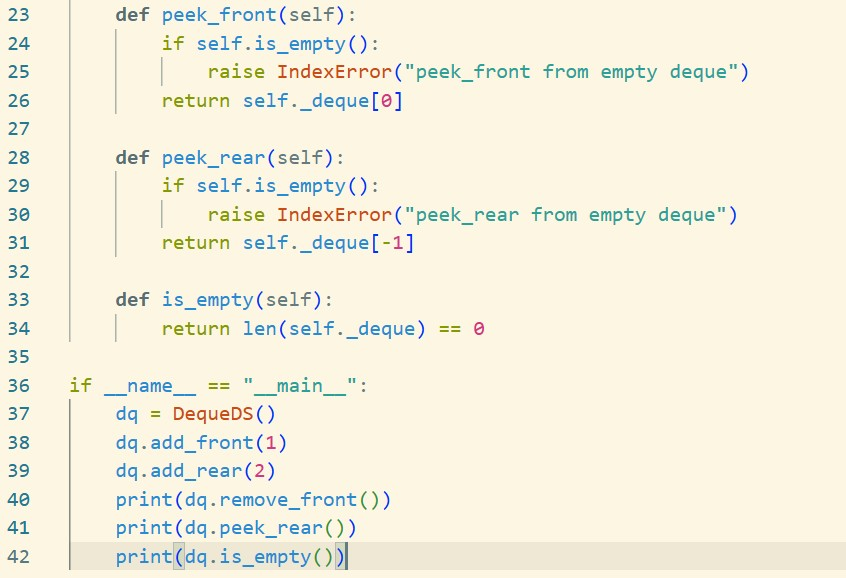 23 def peek_front(self):
24 if self.is_empty():
25 raise IndexError("peek_front from empty deque")
26 return self._deque[0]
27
28 def peek_rear(self):
29 if self.is_empty():
30 raise IndexError("peek_rear from empty deque")
31 return self._deque[-1]
32
33 def is_empty(self):
34 return len(self._deque) == 0
35
36 if __name__ == "__main__":
37 dq = DequeDS()
38 dq.add_front(1)
39 dq.add_rear(2)
40 print(dq.remove_front())
41 print(dq.peek_rear())
42 print(dq.is_empty())